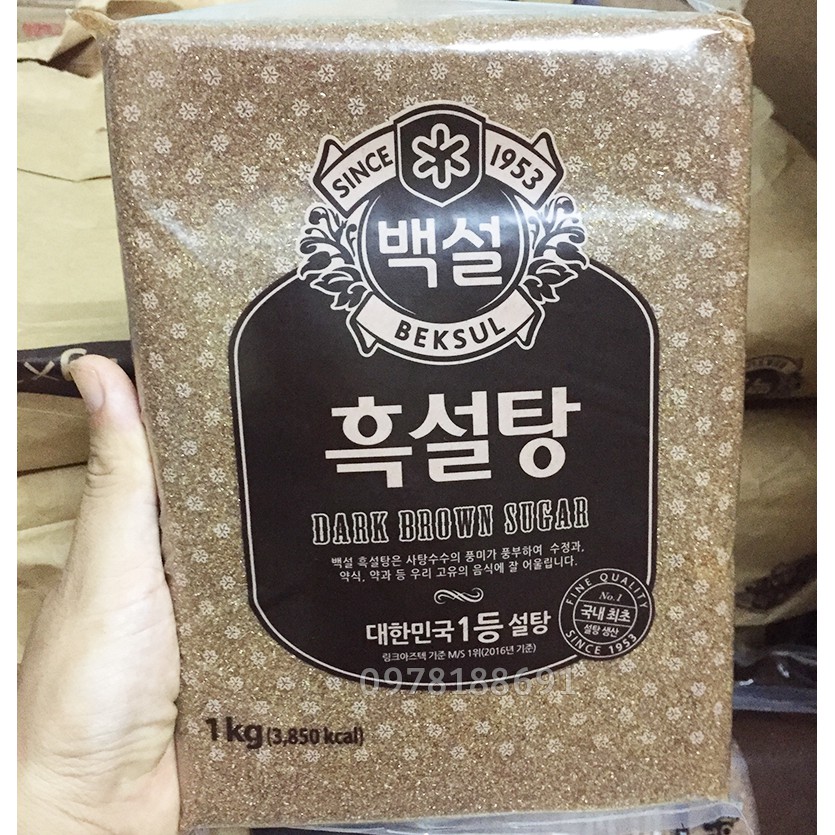 SINCE 1953
백설
BEKSUL
흑설탕
DARK BROWN SUGAR
백설 흑설탕은 사탕수수의 풍미가 풍부하여 수정과,
약식, 약과 등 우리 고유의 음식에 잘 어울립니다.
대한민국1등 설탕
링크아즈텍 기준 M/S 1위(2016년 기준)
FINE QUALITY
No.1
국내 최초
설탕 생산
SINCE 1953
0978188691
1kg(3,850 kcal)